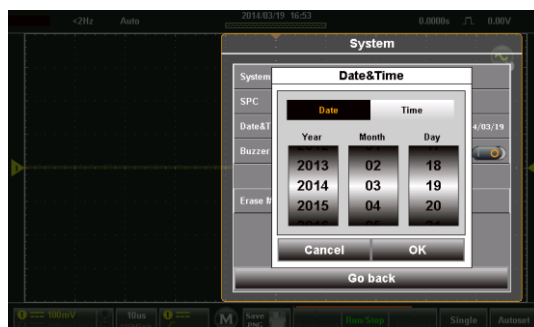 <2Hz Auto 2014/03/19 16:53 0.0000s 0.00V
System
System
Date&Time
SPC
Date Time
Date&T 4/03/19
Year Month Day
Buzzer
2013 02 18
2014 03 19
2015 04 20
Erase M
Cancel OK
Go back
1 100mV 10us 1 M Save PNG Run/Stop Single Autoset